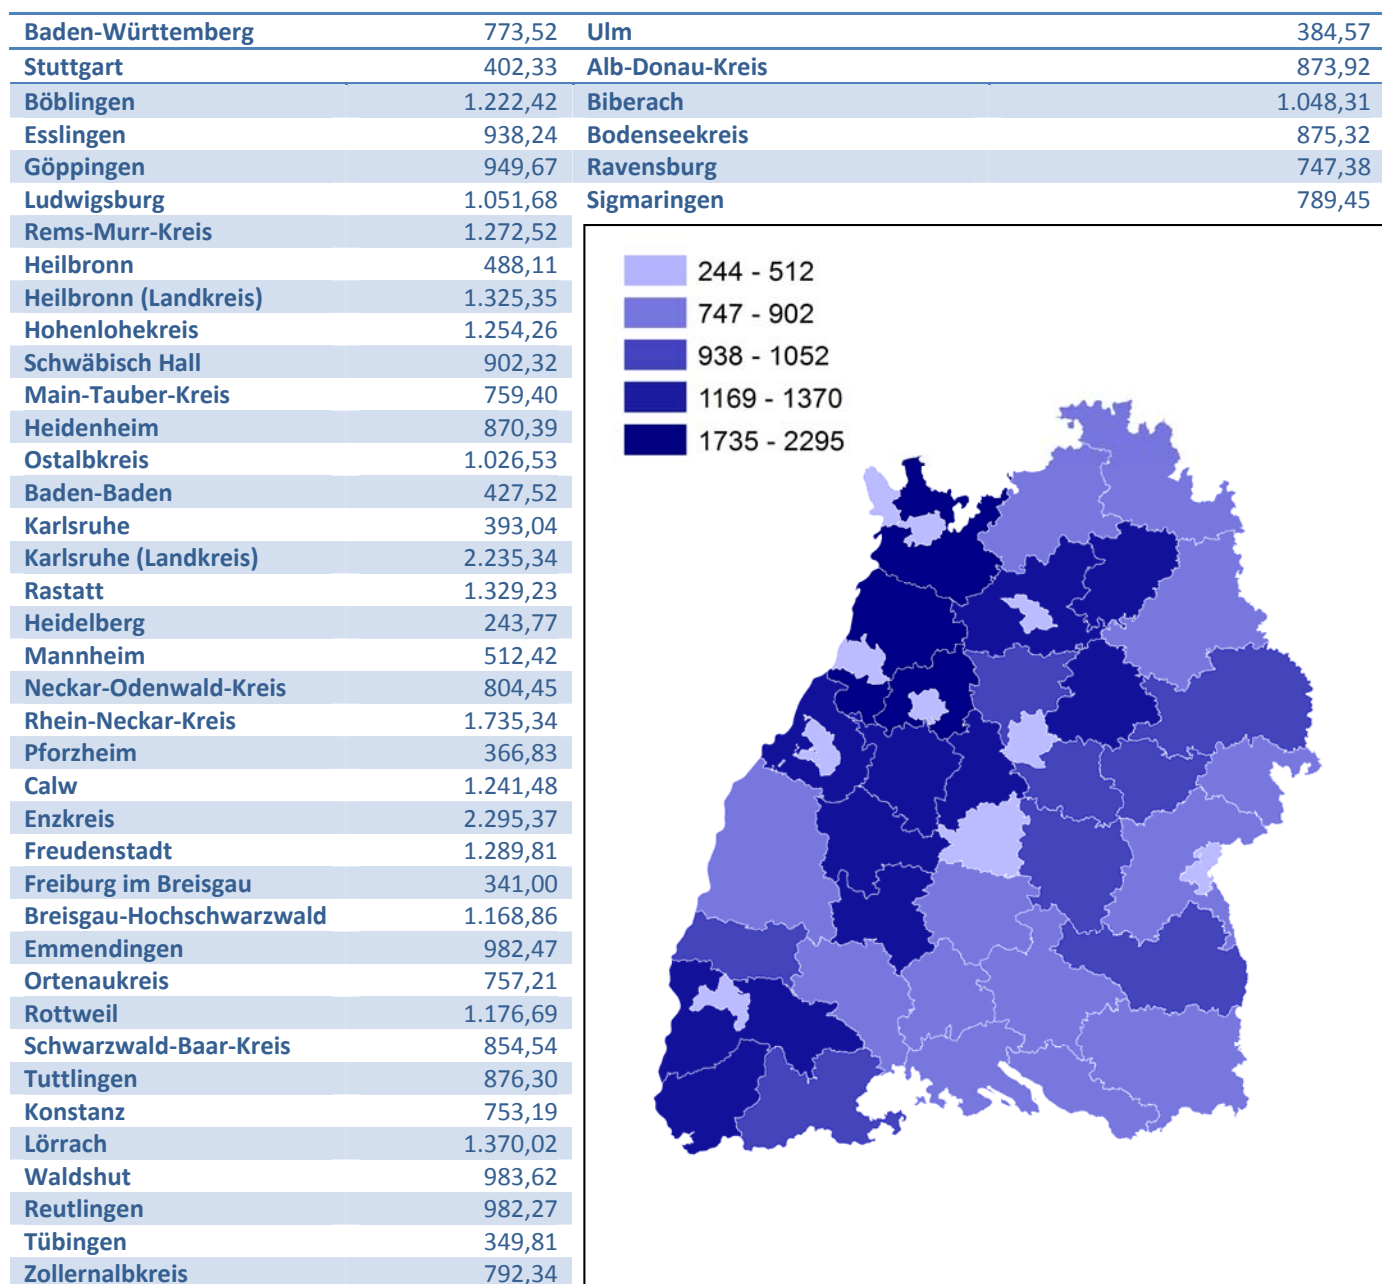 Baden-Württemberg 773,52
Stuttgart 402,33
Böblingen 1.222,42
Esslingen 938,24
Göppingen 949,67
Ludwigsburg 1.051,68
Rems-Murr-Kreis 1.272,52
Heilbronn 488,11
Heilbronn (Landkreis) 1.325,35
Hohenlohekreis 1.254,26
Schwäbisch Hall 902,32
Main-Tauber-Kreis 759,40
Heidenheim 870,39
Ostalbkreis 1.026,53
Baden-Baden 427,52
Karlsruhe 393,04
Karlsruhe (Landkreis) 2.235,34
Rastatt 1.329,23
Heidelberg 243,77
Mannheim 512,42
Neckar-Odenwald-Kreis 804,45
Rhein-Neckar-Kreis 1.735,34
Pforzheim 366,83
Calw 1.241,48
Enzkreis 2.295,37
Freudenstadt 1.289,81
Freiburg im Breisgau 341,00
Breisgau-Hochschwarzwald 1.168,86
Emmendingen 982,47
Ortenaukreis 757,21
Rottweil 1.176,69
Schwarzwald-Baar-Kreis 854,54
Tuttlingen 876,30
Konstanz 753,19
Lörrach 1.370,02
Waldshut 983,62
Reutlingen 982,27
Tübingen 349,81
Zollernalbkreis 792,34
Ulm 384,57
Alb-Donau-Kreis 873,92
Biberach 1.048,31
Bodenseekreis 875,32
Ravensburg 747,38
Sigmaringen 789,45
244 - 512
747 - 902
938 - 1052
1169 - 1370
1735 - 2295